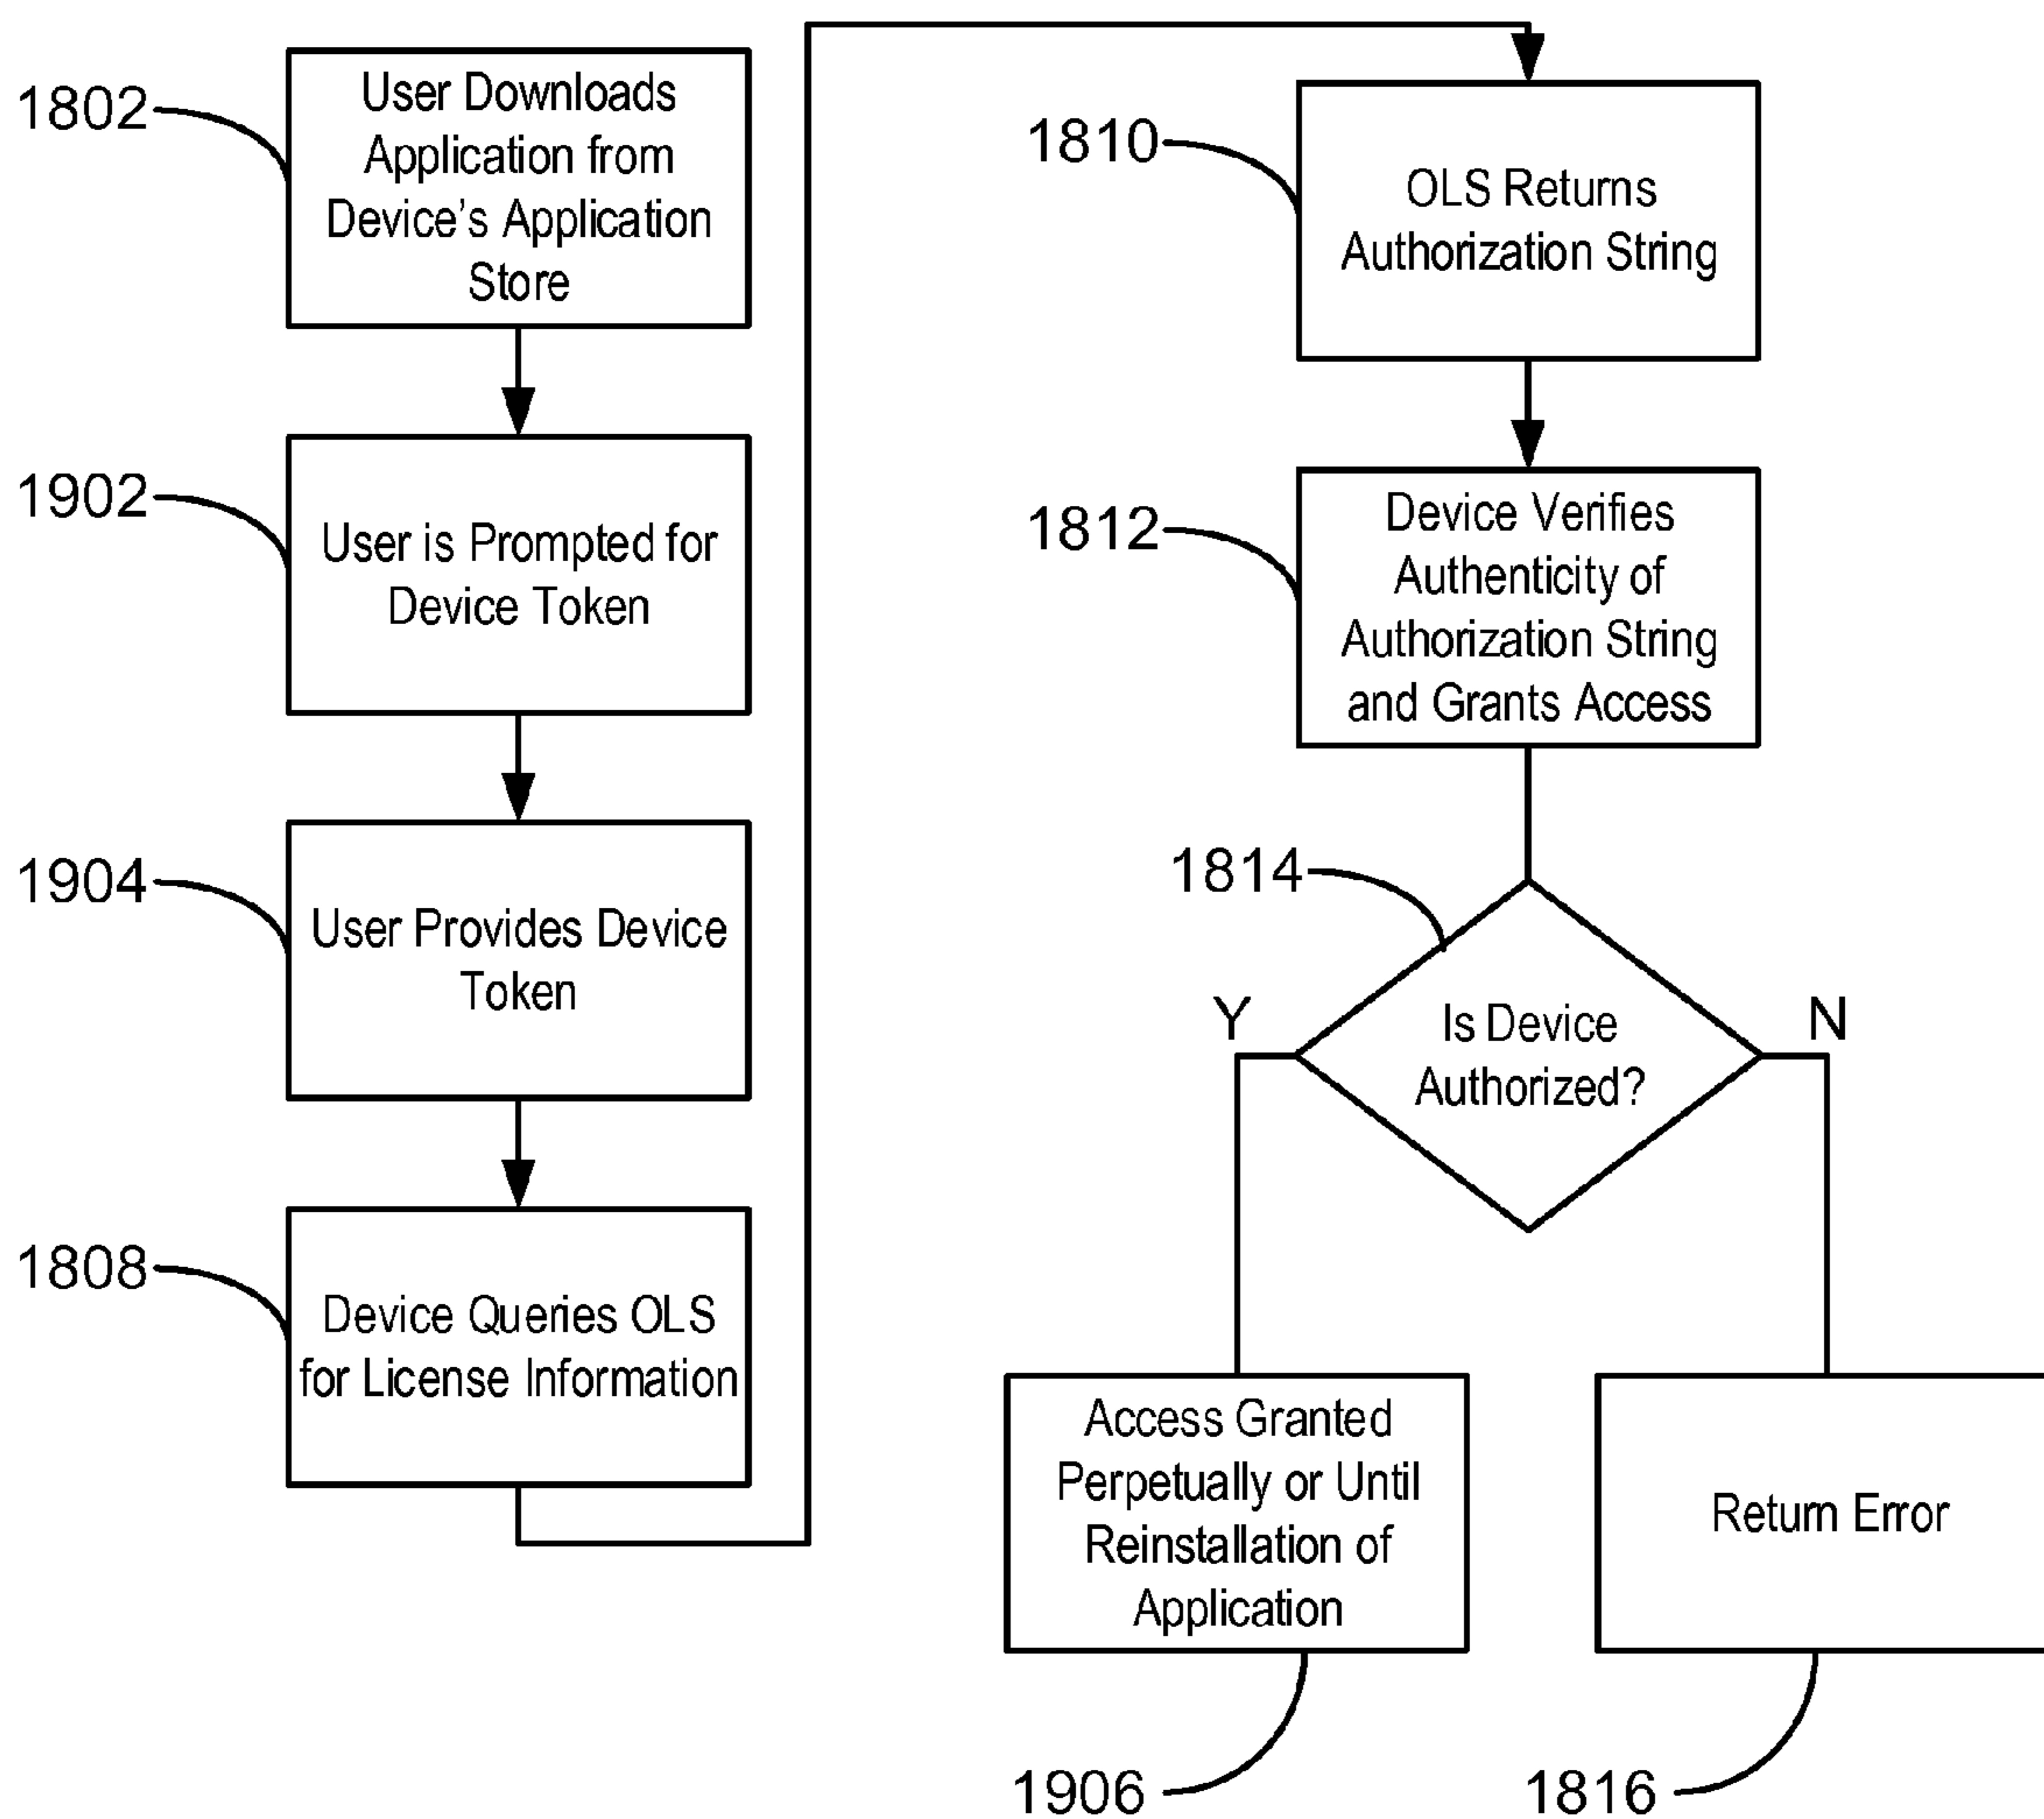 1802
User Downloads
Application from
Device's Application
Store
1902
User is Prompted for
Device Token
1904
User Provides Device
Token
1808
Device Queries OLS
for License Information
1810
OLS Returns
Authorization String
1812
Device Verifies
Authenticity of
Authorization String
and Grants Access
1814
Is Device
Authorized?
Y
N
Access Granted
Perpetually or Until
Reinstallation of
Application
1906
Return Error
1816